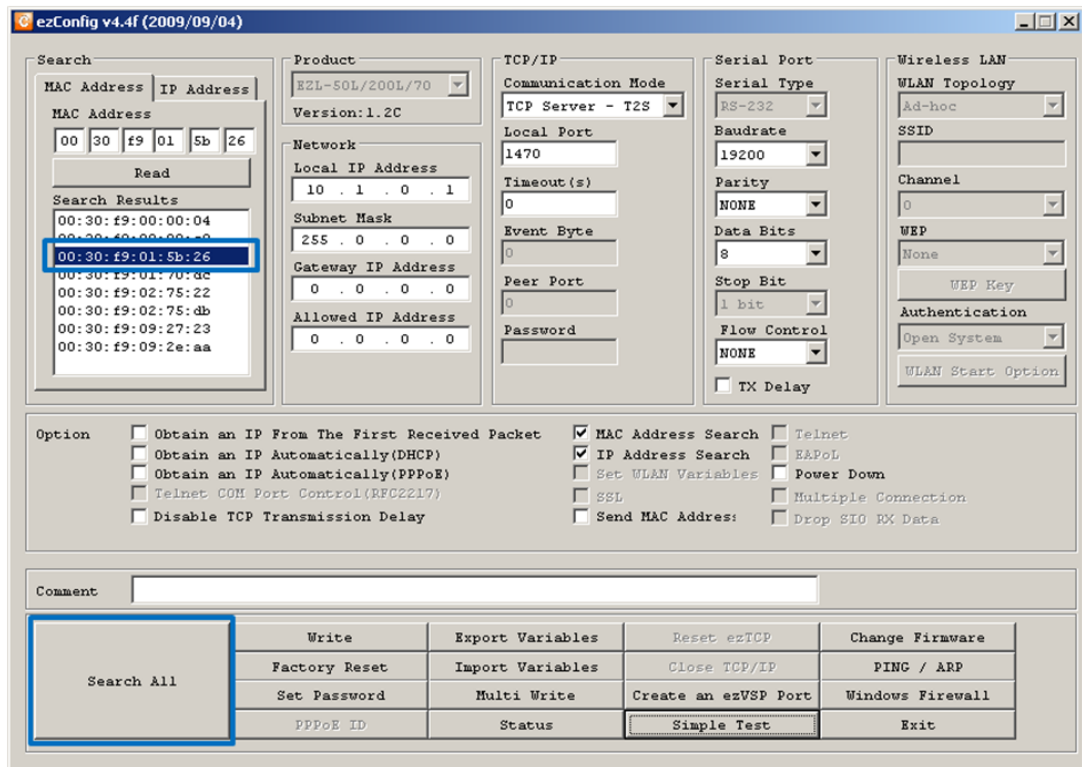 ezConfig v4.4f (2009/09/04)
Search
MAC Address
IP Address
MAC Address
00 30 f9 01 5b 26
Read
Search Results
00:30:f9:00:00:04
00:30:f9:01:5b:26
00:30:f9:01:70:dc
00:30:f9:02:75:22
00:30:f9:02:75:db
00:30:f9:09:27:23
00:30:f9:09:2e:aa
Product
EZL-50L/200L/70
Version:1.2C
Network
Local IP Address
10 . 1 . 0 . 1
Subnet Mask
255 . 0 . 0 . 0
Gateway IP Address
0 . 0 . 0 . 0
Allowed IP Address
0 . 0 . 0 . 0
TCP/IP
Communication Mode
TCP Server - T2S
Local Port
1470
Timeout(s)
0
Event Byte
0
Peer Port
0
Password
Serial Port
Serial Type
RS-232
Baudrate
19200
Parity
NONE
Data Bits
8
Stop Bit
1 bit
Flow Control
NONE
TX Delay
Wireless LAN
WLAN Topology
Ad-hoc
SSID
Channel
0
WEP
None
WEP Key
Authentication
Open System
WLAN Start Option
Option
Obtain an IP From The First Received Packet
Obtain an IP Automatically(DHCP)
Obtain an IP Automatically(PPPoE)
Telnet COM Port Control(RFC2217)
Disable TCP Transmission Delay
MAC Address Search
IP Address Search
Set WLAN Variables
SSL
Send MAC Address
Telnet
EAPoL
Power Down
Multiple Connection
Drop SIO RX Data
Comment
Search All
Write
Export Variables
Reset ezTCP
Change Firmware
Factory Reset
Import Variables
Close TCP/IP
PING / ARP
Set Password
Multi Write
Create an ezVSP Port
Windows Firewall
PPPoE ID
Status
Simple Test
Exit